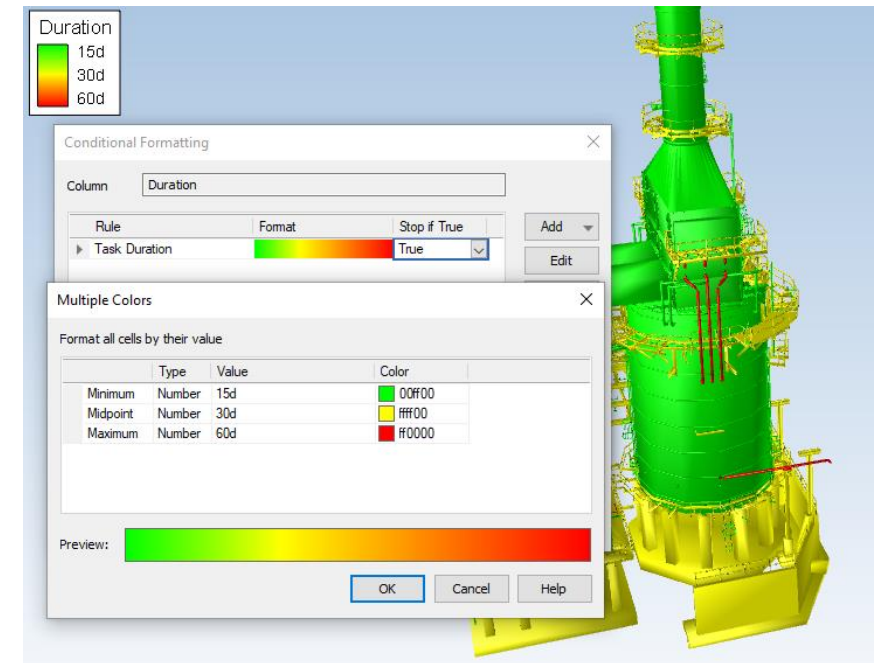 Duration
15d
30d
60d
Conditional Formatting
Column Duration
Rule Format Stop if True
Task Duration True
Add
Edit
Multiple Colors
Format all cells by their value
Type Value Color
Minimum Number 15d 00ff00
Midpoint Number 30d ffff00
Maximum Number 60d ff0000
Preview:
OK Cancel Help